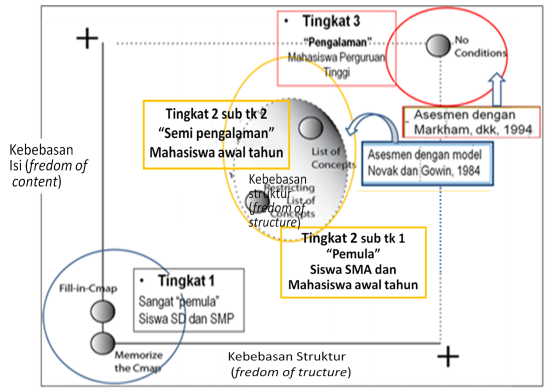 +
• Tingkat 3
"Pengalaman"
Mahasiswa Perguruan
Tinggi
No
Conditions
Tingkat 2 sub tk 2
"Semi pengalaman"
Mahasiswa awal tahun
Asesmen dengan
Markham, dkk, 1994
Kebebasan
Isi (fredom of
content)
List of
Concepts
Asesmen dengan model
Novak dan Gowin, 1984
Kebebasan
struktur
(fredom of
structure)
Restricting
List of
Concepts
Tingkat 2 sub tk 1
"Pemula"
Siswa SMA dan
Mahasiswa awal tahun
• Tingkat 1
Sangat "pemula"
Siswa SD dan SMP
Fill-in-Cmap
Memorize
the Cmap
Kebebasan Struktur
(fredom of tructure)
+